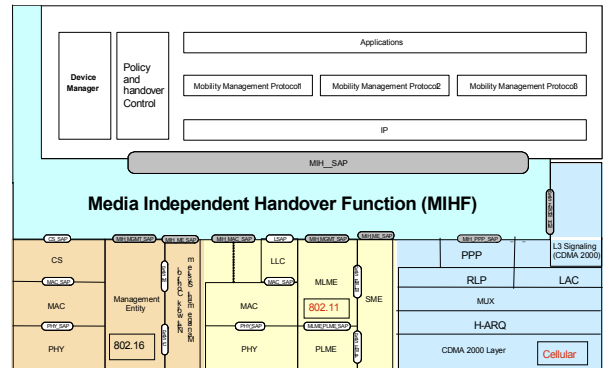 Applications
Device
Manager
Policy
and
handover
Control
Mobility Management Protocol1
Mobility Management Protocol2
Mobility Management Protocol3
IP
MIH_SAP
Media Independent Handover Function (MIHF)
CS_SAP
MIH_MGMT_SAP
MIH_ME_SAP
MIH_MAC_SAP
LSAP
MIH_MGMT_SAP
MIH_ME_SAP
MIH_PPP_SAP
L3 Signaling
(CDMA 2000)
CS
LLC
PPP
MAC_SAP
MAC_SAP
MLME
RLP
LAC
Management
Entity
SME
MAC
MAC
802.11
MUX
PHY_SAP
PHY_SAP
MLME_PLME_SAP
H-ARQ
PHY
802.16
PHY
PLME
CDMA 2000 Layer
Cellular